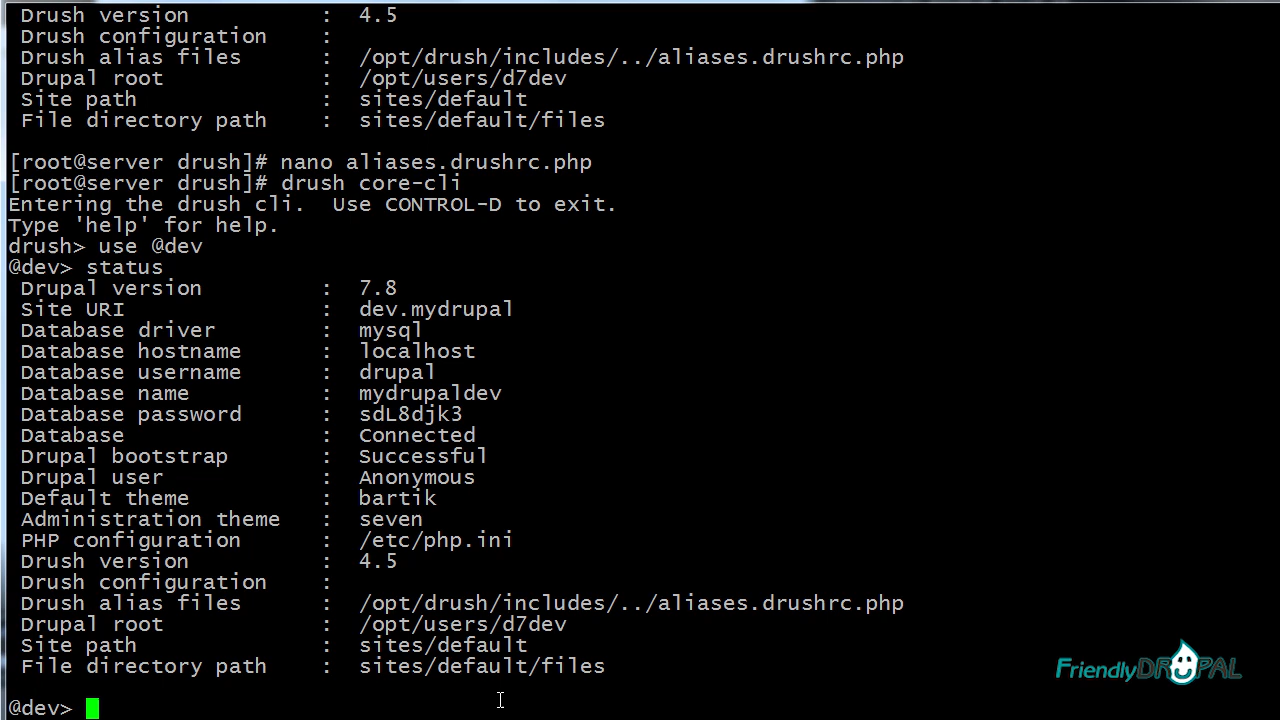 Drush version : 4.5
Drush configuration :
Drush alias files : /opt/drush/includes/../aliases.drushrc.php
Drupal root : /opt/users/d7dev
Site path : sites/default
File directory path : sites/default/files
[root@server drush]# nano aliases.drushrc.php
[root@server drush]# drush core-cli
Entering the drush cli.  Use CONTROL-D to exit.
Type 'help' for help.
drush> use @dev
@dev> status
Drupal version : 7.8
Site URI : dev.mydrupal
Database driver : mysql
Database hostname : localhost
Database username : drupal
Database name : mydrupaldev
Database password : sdL8djk3
Database : Connected
Drupal bootstrap : Successful
Drupal user : Anonymous
Default theme : bartik
Administration theme : seven
PHP configuration : /etc/php.ini
Drush version : 4.5
Drush configuration :
Drush alias files : /opt/drush/includes/../aliases.drushrc.php
Drupal root : /opt/users/d7dev
Site path : sites/default
File directory path : sites/default/files
@dev>
FriendlyDRUPAL